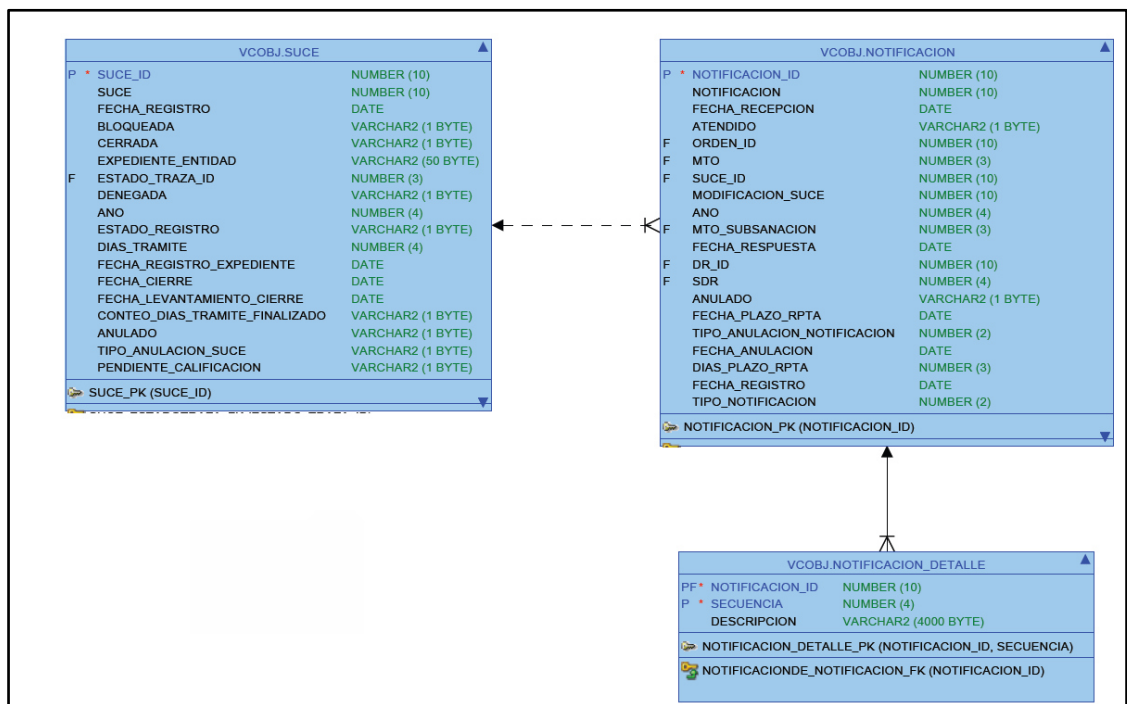 VCOBJ.SUCE
P * SUCE_ID NUMBER (10)
SUCE NUMBER (10)
FECHA_REGISTRO DATE
BLOQUEADA VARCHAR2 (1 BYTE)
CERRADA VARCHAR2 (1 BYTE)
EXPEDIENTE_ENTIDAD VARCHAR2 (50 BYTE)
F ESTADO_TRAZA_ID NUMBER (3)
DENEGADA VARCHAR2 (1 BYTE)
ANO NUMBER (4)
ESTADO_REGISTRO VARCHAR2 (1 BYTE)
DIAS_TRAMITE NUMBER (4)
FECHA_REGISTRO_EXPEDIENTE DATE
FECHA_CIERRE DATE
FECHA_LEVANTAMIENTO_CIERRE DATE
CONTEO_DIAS_TRAMITE_FINALIZADO VARCHAR2 (1 BYTE)
ANULADO VARCHAR2 (1 BYTE)
TIPO_ANULACION_SUCE VARCHAR2 (1 BYTE)
PENDIENTE_CALIFICACION VARCHAR2 (1 BYTE)
SUCE_PK (SUCE_ID)
VCOBJ.NOTIFICACION
P * NOTIFICACION_ID NUMBER (10)
NOTIFICACION NUMBER (10)
FECHA_RECEPCION DATE
ATENDIDO VARCHAR2 (1 BYTE)
F ORDEN_ID NUMBER (10)
F MTO NUMBER (3)
F SUCE_ID NUMBER (10)
MODIFICACION_SUCE NUMBER (10)
ANO NUMBER (4)
F MTO_SUBSANACION NUMBER (3)
FECHA_RESPUESTA DATE
F DR_ID NUMBER (10)
F SDR NUMBER (4)
ANULADO VARCHAR2 (1 BYTE)
FECHA_PLAZO_RPTA DATE
TIPO_ANULACION_NOTIFICACION NUMBER (2)
FECHA_ANULACION DATE
DIAS_PLAZO_RPTA NUMBER (3)
FECHA_REGISTRO DATE
TIPO_NOTIFICACION NUMBER (2)
NOTIFICACION_PK (NOTIFICACION_ID)
VCOBJ.NOTIFICACION_DETALLE
PF* NOTIFICACION_ID NUMBER (10)
P * SECUENCIA NUMBER (4)
DESCRIPCION VARCHAR2 (4000 BYTE)
NOTIFICACION_DETALLE_PK (NOTIFICACION_ID, SECUENCIA)
NOTIFICACIONDE_NOTIFICACION_FK (NOTIFICACION_ID)